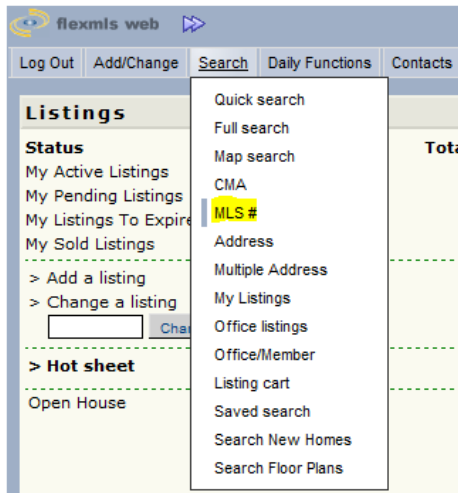 flexmls web
Log Out Add/Change Search Daily Functions Contacts
Listings
Status
My Active Listings
My Pending Listings
My Listings To Expire
My Sold Listings
> Add a listing
> Change a listing
> Hot sheet
Open House
Quick search
Full search
Map search
CMA
MLS #
Address
Multiple Address
My Listings
Office listings
Office/Member
Listing cart
Saved search
Search New Homes
Search Floor Plans